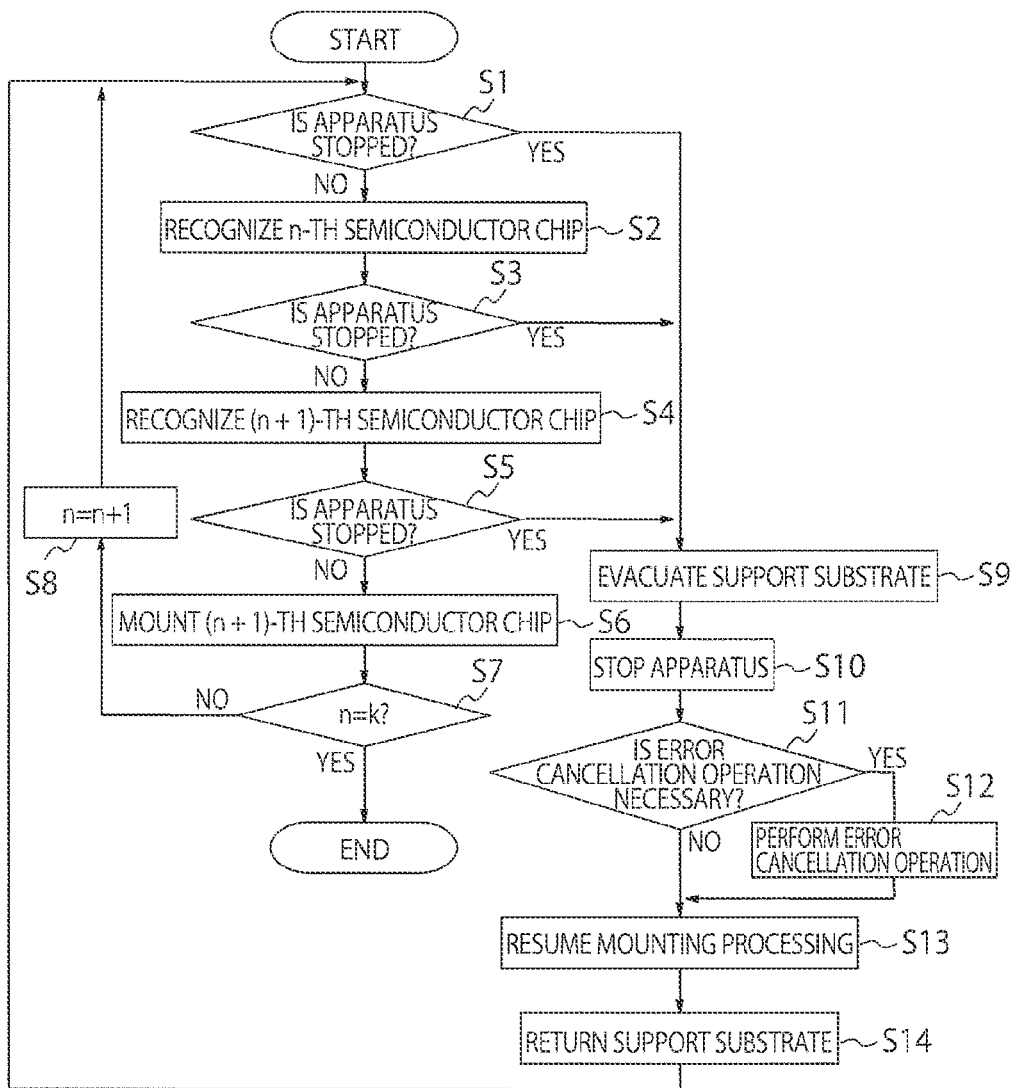 START
S1
IS APPARATUS
STOPPED?
YES
NO
RECOGNIZE n-TH SEMICONDUCTOR CHIP
S2
S3
IS APPARATUS
STOPPED?
YES
NO
RECOGNIZE (n + 1)-TH SEMICONDUCTOR CHIP
S4
S5
IS APPARATUS
STOPPED?
YES
NO
n=n+1
S8
MOUNT (n + 1)-TH SEMICONDUCTOR CHIP
S6
S7
n=k?
NO
YES
END
EVACUATE SUPPORT SUBSTRATE
S9
STOP APPARATUS
S10
S11
IS ERROR
CANCELLATION OPERATION
NECESSARY?
YES
NO
S12
PERFORM ERROR
CANCELLATION OPERATION
RESUME MOUNTING PROCESSING
S13
RETURN SUPPORT SUBSTRATE
S14